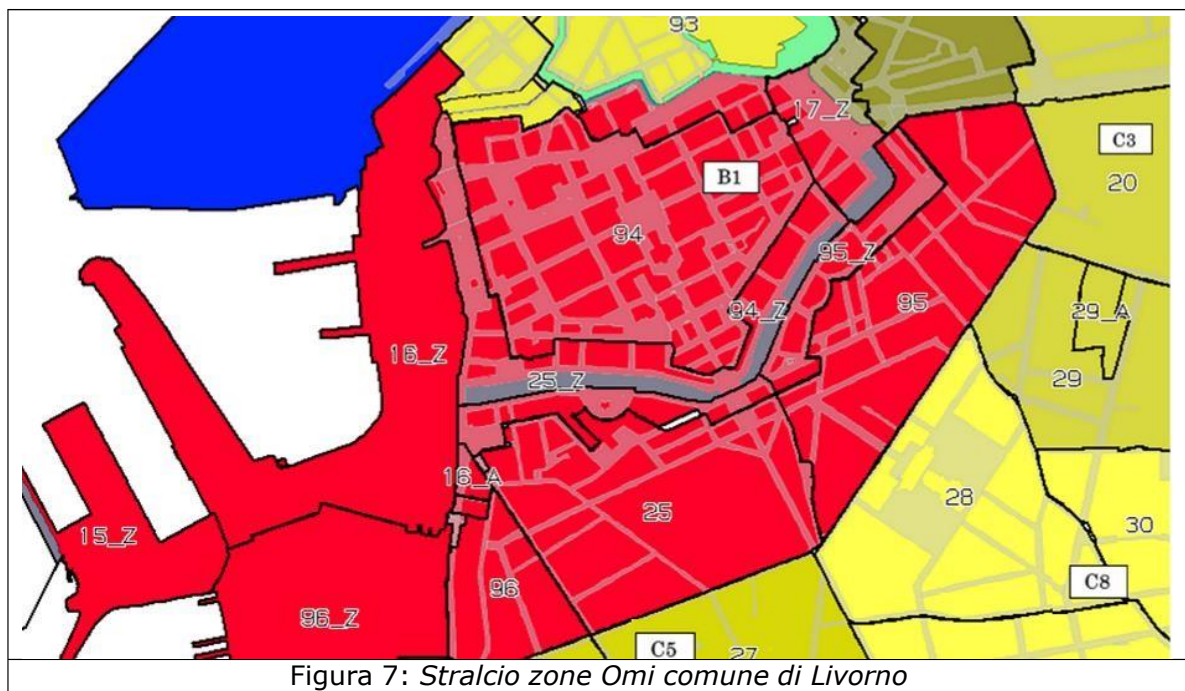 93
17_Z
C3
20
B1
94
95_Z
29_A
94_Z
95
16_Z
25_Z
29
16_A
28
25
30
15_Z
96
C8
96_Z
C5
27
Figura 7: Stralcio zone Omi comune di Livorno